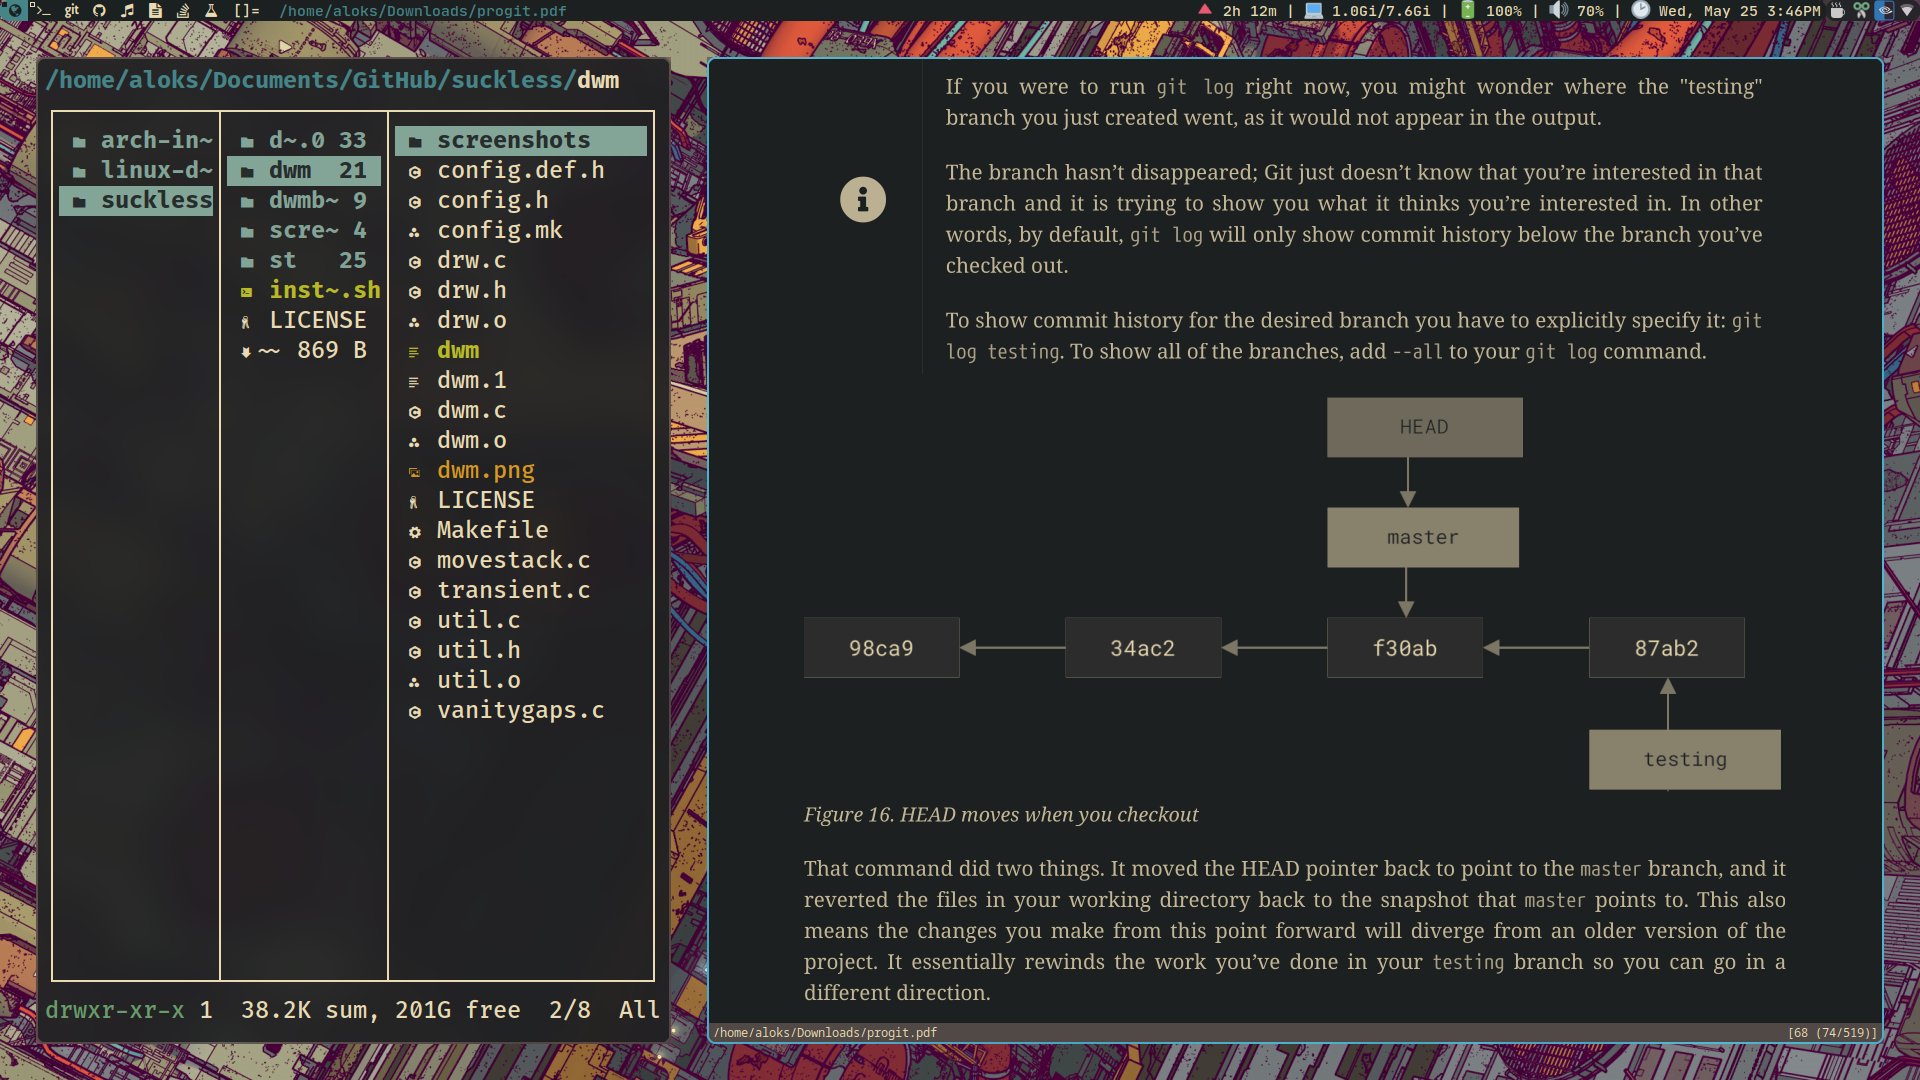 git []= /home/aloks/Downloads/progit.pdf 2h 12m | 1.0Gi/7.6Gi | 100% | 70% | Wed, May 25 3:46PM
/home/aloks/Documents/GitHub/suckless/dwm
arch-in~
linux-d~
suckless
d~.0 33
dwm 21
dwmb~ 9
scre~ 4
st 25
inst~.sh
LICENSE
~~ 869 B
screenshots
config.def.h
config.h
config.mk
drw.c
drw.h
drw.o
dwm
dwm.1
dwm.c
dwm.o
dwm.png
LICENSE
Makefile
movestack.c
transient.c
util.c
util.h
util.o
vanitygaps.c
drwxr-xr-x 1 38.2K sum, 201G free 2/8 All
If you were to run git log right now, you might wonder where the "testing"
branch you just created went, as it would not appear in the output.
The branch hasn’t disappeared; Git just doesn’t know that you’re interested in that
branch and it is trying to show you what it thinks you’re interested in. In other
words, by default, git log will only show commit history below the branch you’ve
checked out.
To show commit history for the desired branch you have to explicitly specify it: git
log testing. To show all of the branches, add --all to your git log command.
HEAD
master
98ca9 34ac2 f30ab 87ab2
testing
Figure 16. HEAD moves when you checkout
That command did two things. It moved the HEAD pointer back to point to the master branch, and it
reverted the files in your working directory back to the snapshot that master points to. This also
means the changes you make from this point forward will diverge from an older version of the
project. It essentially rewinds the work you’ve done in your testing branch so you can go in a
different direction.
/home/aloks/Downloads/progit.pdf [68 (74/519)]